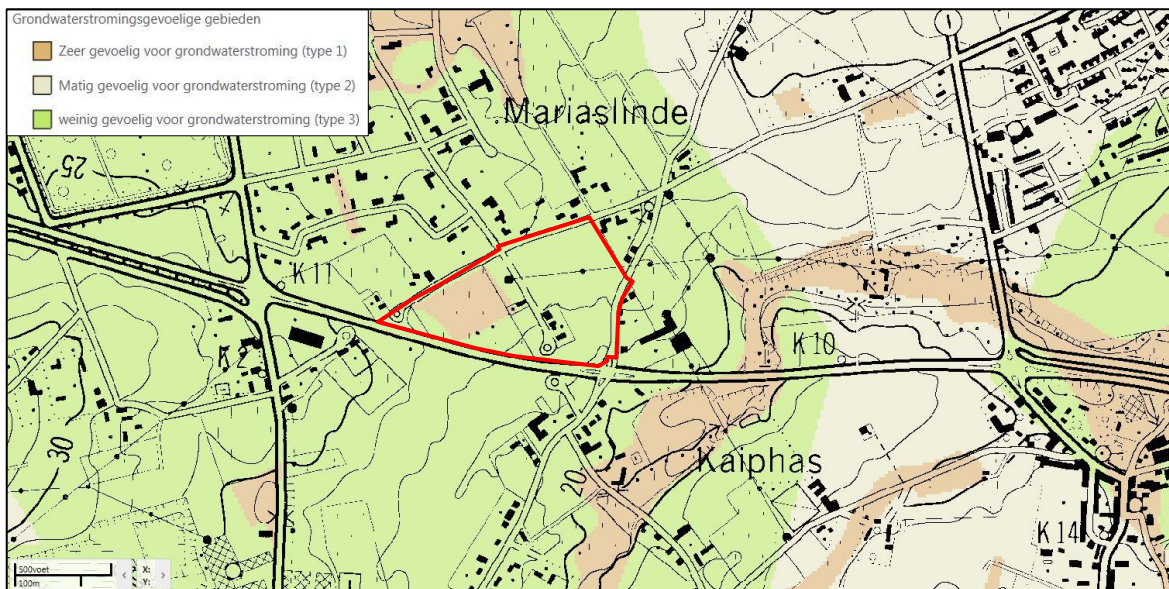 Grondwaterstromingsgevoelige gebieden
Zeer gevoelig voor grondwaterstroming (type 1)
Matig gevoelig voor grondwaterstroming (type 2)
weinig gevoelig voor grondwaterstroming (type 3)
Mariaslinde
25
K 11
K 10
Kaiphas
30
20
K 14
500voet
100m
X:
Y: